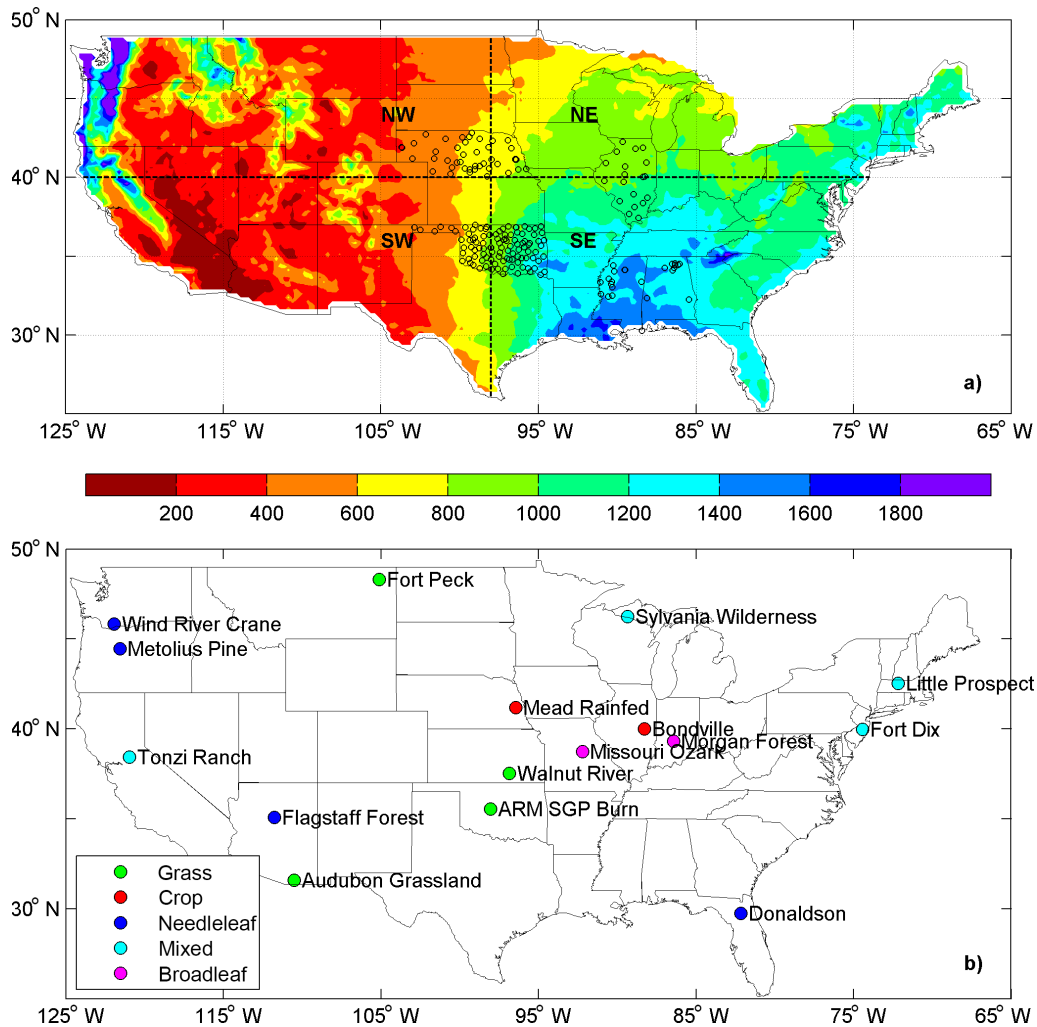 50° N
NW
NE
40° N
SW
SE
30° N
a)
125° W
115° W
105° W
95° W
85° W
75° W
65° W
200
400
600
800
1000
1200
1400
1600
1800
50° N
Fort Peck
Wind River Crane
Sylvania Wilderness
Metolius Pine
Little Prospect
Mead Rainfed
40° N
Bondville
Fort Dix
Morgan Forest
Missouri Ozark
Tonzi Ranch
Walnut River
ARM SGP Burn
Flagstaff Forest
Audubon Grassland
30° N
Donaldson
Grass
Crop
Needleleaf
Mixed
Broadleaf
b)
125° W
115° W
105° W
95° W
85° W
75° W
65° W